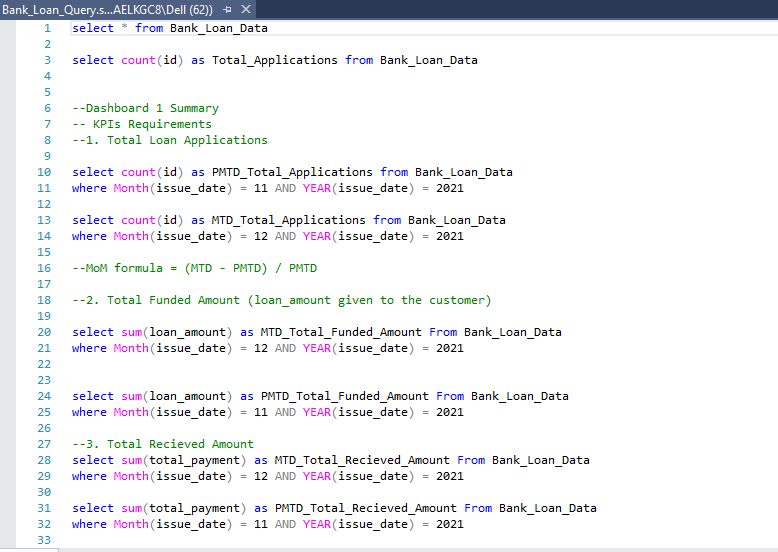 Bank_Loan_Query.s...AELKGC8\Dell (62))
1 select * from Bank_Loan_Data
2
3 select count(id) as Total_Applications from Bank_Loan_Data
4
5
6 --Dashboard 1 Summary
7 -- KPIs Requirements
8 --1. Total Loan Applications
9
10 select count(id) as PMTD_Total_Applications from Bank_Loan_Data
11 where Month(issue_date) = 11 AND YEAR(issue_date) = 2021
12
13 select count(id) as MTD_Total_Applications from Bank_Loan_Data
14 where Month(issue_date) = 12 AND YEAR(issue_date) = 2021
15
16 --MoM formula = (MTD - PMTD) / PMTD
17
18 --2. Total Funded Amount (loan_amount given to the customer)
19
20 select sum(loan_amount) as MTD_Total_Funded_Amount From Bank_Loan_Data
21 where Month(issue_date) = 12 AND YEAR(issue_date) = 2021
22
23
24 select sum(loan_amount) as PMTD_Total_Funded_Amount From Bank_Loan_Data
25 where Month(issue_date) = 11 AND YEAR(issue_date) = 2021
26
27 --3. Total Recieved Amount
28 select sum(total_payment) as MTD_Total_Recieved_Amount From Bank_Loan_Data
29 where Month(issue_date) = 12 AND YEAR(issue_date) = 2021
30
31 select sum(total_payment) as PMTD_Total_Recieved_Amount From Bank_Loan_Data
32 where Month(issue_date) = 11 AND YEAR(issue_date) = 2021
33